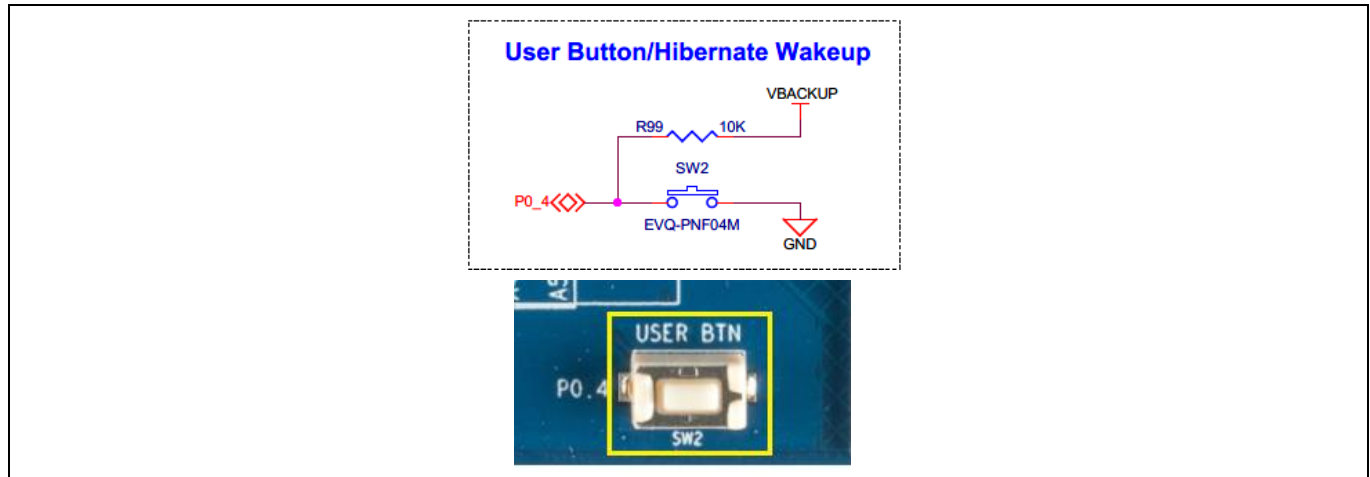 User Button/Hibernate Wakeup
VBACKUP
R99 10K
SW2
P0_4
EVQ-PNF04M
GND
USER BTN
P0.4
SW2